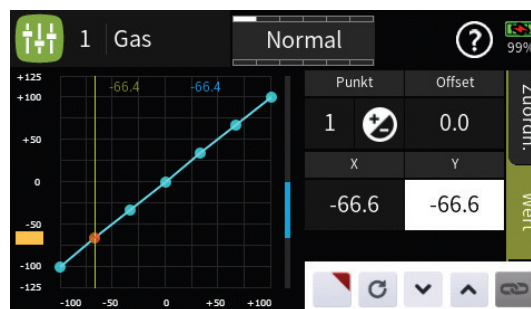 1 Gas
Normal
?
99%
+125
+100
+50
0
-50
-100
-125
-66.4
-66.4
-100 -50 0 +50 +100
Punkt Offset
1 0.0
X Y
-66.6 -66.6
Zuordn.
Wert